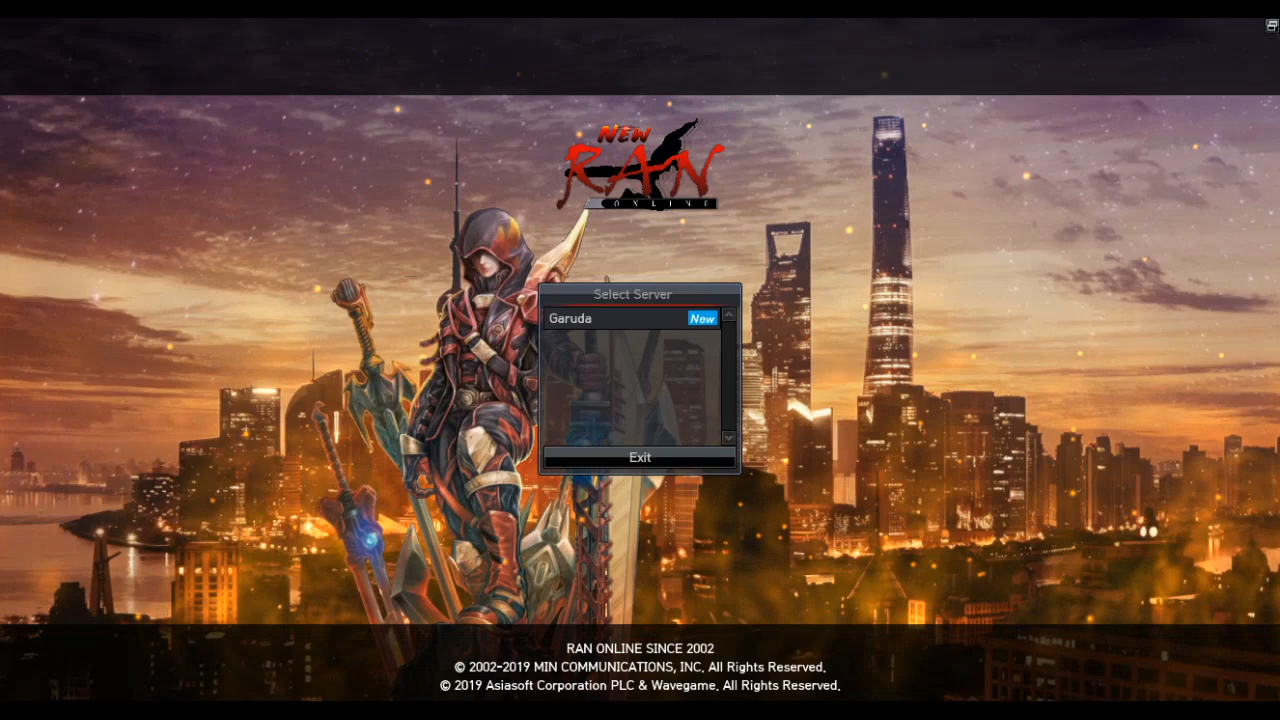 NEW
RAN
ONLINE
Select Server
Garuda New
Exit
RAN ONLINE SINCE 2002
© 2002-2019 MIN COMMUNICATIONS, INC. All Rights Reserved.
© 2019 Asiasoft Corporation PLC & Wavegame. All Rights Reserved.